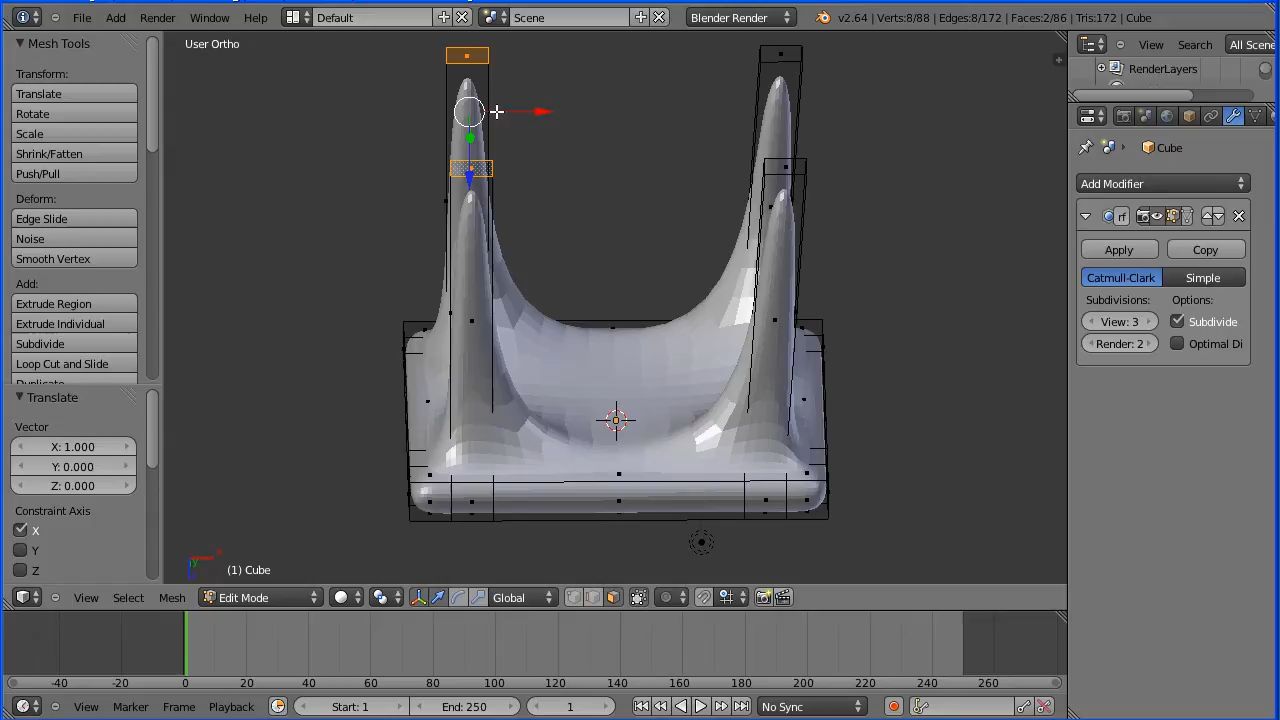 File Add Render Window Help Default Scene Blender Render v2.64 | Verts:8/88 | Edges:8/172 | Faces:2/86 | Tris:172 | Cube
Mesh Tools
Transform:
Translate
Rotate
Scale
Shrink/Fatten
Push/Pull
Deform:
Edge Slide
Noise
Smooth Vertex
Add:
Extrude Region
Extrude Individual
Subdivide
Loop Cut and Slide
Duplicate
Translate
Vector
X: 1.000
Y: 0.000
Z: 0.000
Constraint Axis
X
Y
Z
User Ortho
(1) Cube
View Search All Scene
RenderLayers
Cube
Add Modifier
rf
Apply Copy
Catmull-Clark Simple
Subdivisions: Options:
View: 3 Subdivide
Render: 2 Optimal Di
View Select Mesh Edit Mode Global
-40 -20 0 20 40 60 80 100 120 140 160 180 200 220 240 260
View Marker Frame Playback Start: 1 End: 250 1 No Sync